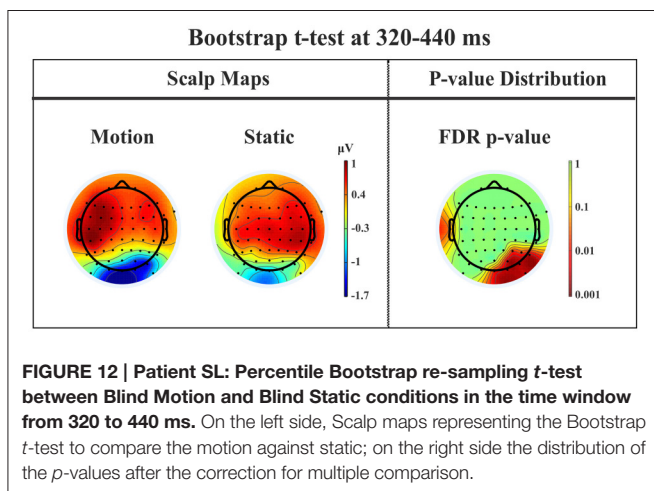 Bootstrap t-test at 320-440 ms
Scalp Maps
P-value Distribution
Motion
Static
FDR p-value
μV
1
0.4
-0.3
-1
-1.7
1
0.1
0.01
0.001
FIGURE 12 | Patient SL: Percentile Bootstrap re-sampling t-test
between Blind Motion and Blind Static conditions in the time window
from 320 to 440 ms. On the left side, Scalp maps representing the Bootstrap
t-test to compare the motion against static; on the right side the distribution of
the p-values after the correction for multiple comparison.